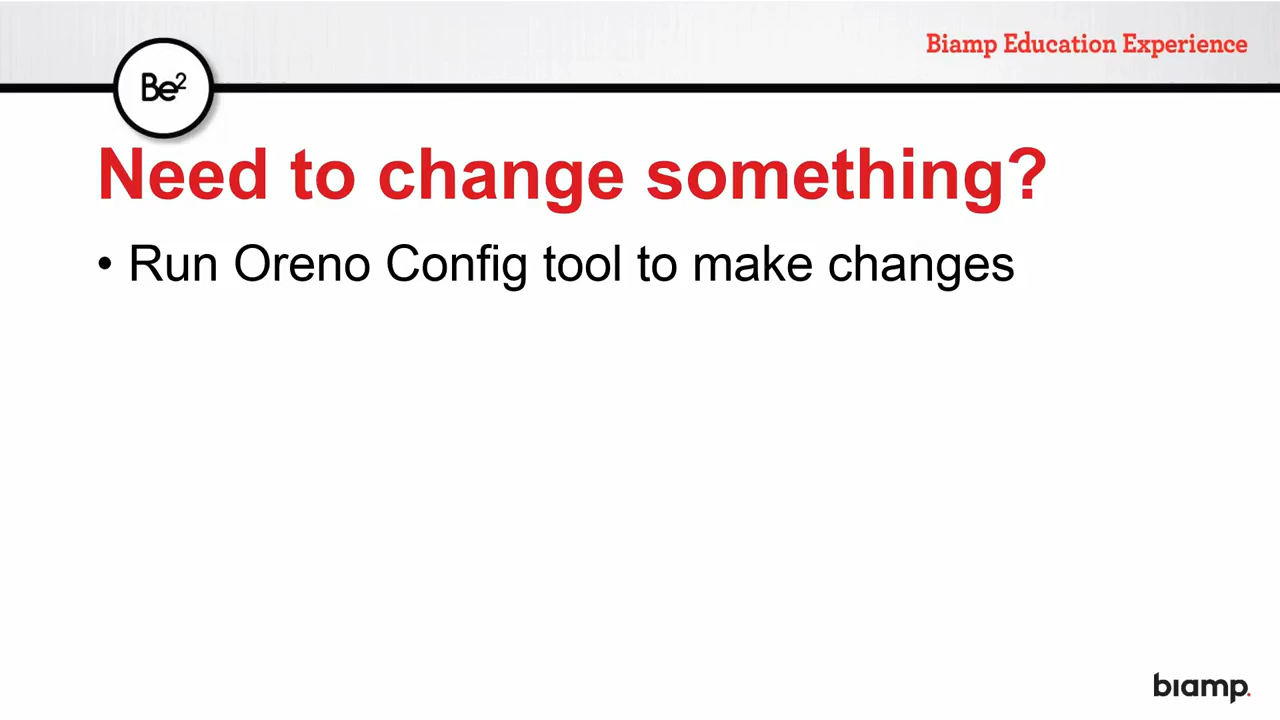 Biamp Education Experience
Be²
Need to change something?
• Run Oreno Config tool to make changes
biamp.